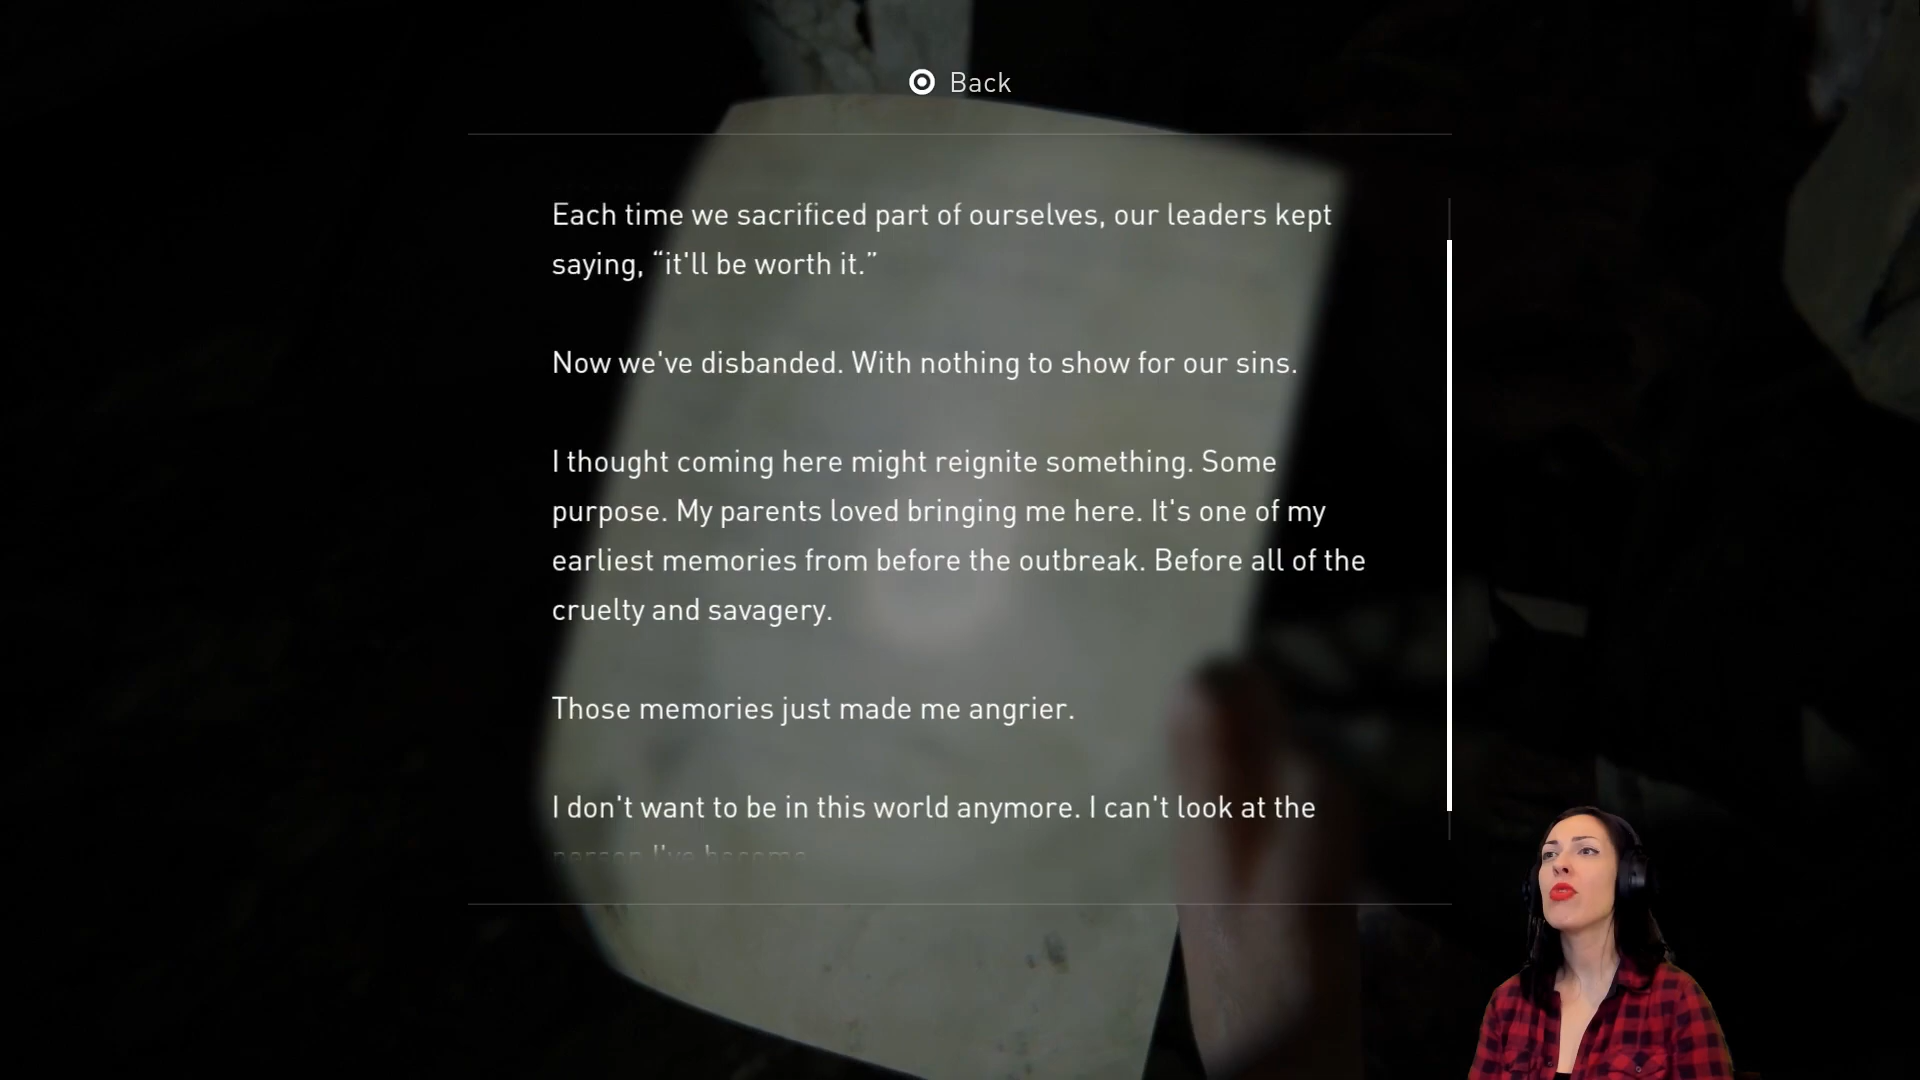 Back
Each time we sacrificed part of ourselves, our leaders kept
saying, “it'll be worth it.”
Now we've disbanded. With nothing to show for our sins.
I thought coming here might reignite something. Some
purpose. My parents loved bringing me here. It's one of my
earliest memories from before the outbreak. Before all of the
cruelty and savagery.
Those memories just made me angrier.
I don't want to be in this world anymore. I can't look at the
person I've become